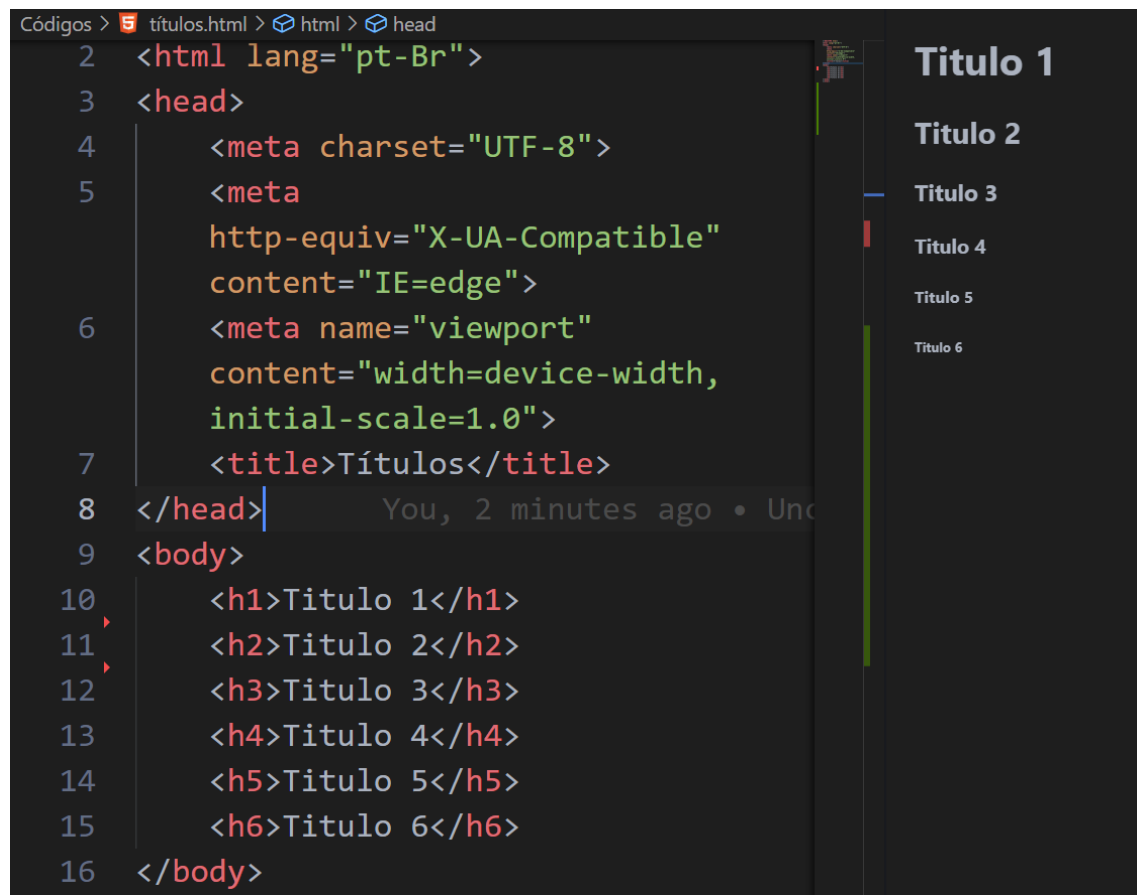 Códigos > títulos.html > html > head
2 <html lang="pt-Br">
3 <head>
4 <meta charset="UTF-8">
5 <meta
http-equiv="X-UA-Compatible"
content="IE=edge">
6 <meta name="viewport"
content="width=device-width,
initial-scale=1.0">
7 <title>Títulos</title>
8 </head> You, 2 minutes ago •
9 <body>
10 <h1>Titulo 1</h1>
11 <h2>Titulo 2</h2>
12 <h3>Titulo 3</h3>
13 <h4>Titulo 4</h4>
14 <h5>Titulo 5</h5>
15 <h6>Titulo 6</h6>
16 </body>
Titulo 1
Titulo 2
Titulo 3
Titulo 4
Titulo 5
Titulo 6